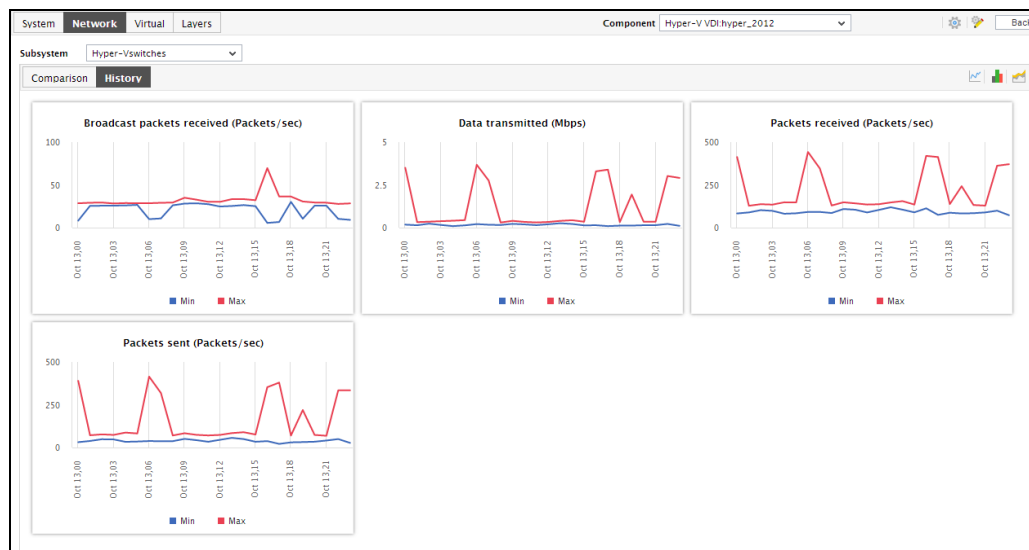 System Network Virtual Layers Component Hyper-V VDI:hyper_2012 Back
Subsystem Hyper-Vswitches
Comparison History
Broadcast packets received (Packets/sec)
100
50
0
Oct 13,00 Oct 13,03 Oct 13,06 Oct 13,09 Oct 13,12 Oct 13,15 Oct 13,18 Oct 13,21
Min Max
Data transmitted (Mbps)
5
2.5
0
Oct 13,00 Oct 13,03 Oct 13,06 Oct 13,09 Oct 13,12 Oct 13,15 Oct 13,18 Oct 13,21
Min Max
Packets received (Packets/sec)
500
250
0
Oct 13,00 Oct 13,03 Oct 13,06 Oct 13,09 Oct 13,12 Oct 13,15 Oct 13,18 Oct 13,21
Min Max
Packets sent (Packets/sec)
500
250
0
Oct 13,00 Oct 13,03 Oct 13,06 Oct 13,09 Oct 13,12 Oct 13,15 Oct 13,18 Oct 13,21
Min Max